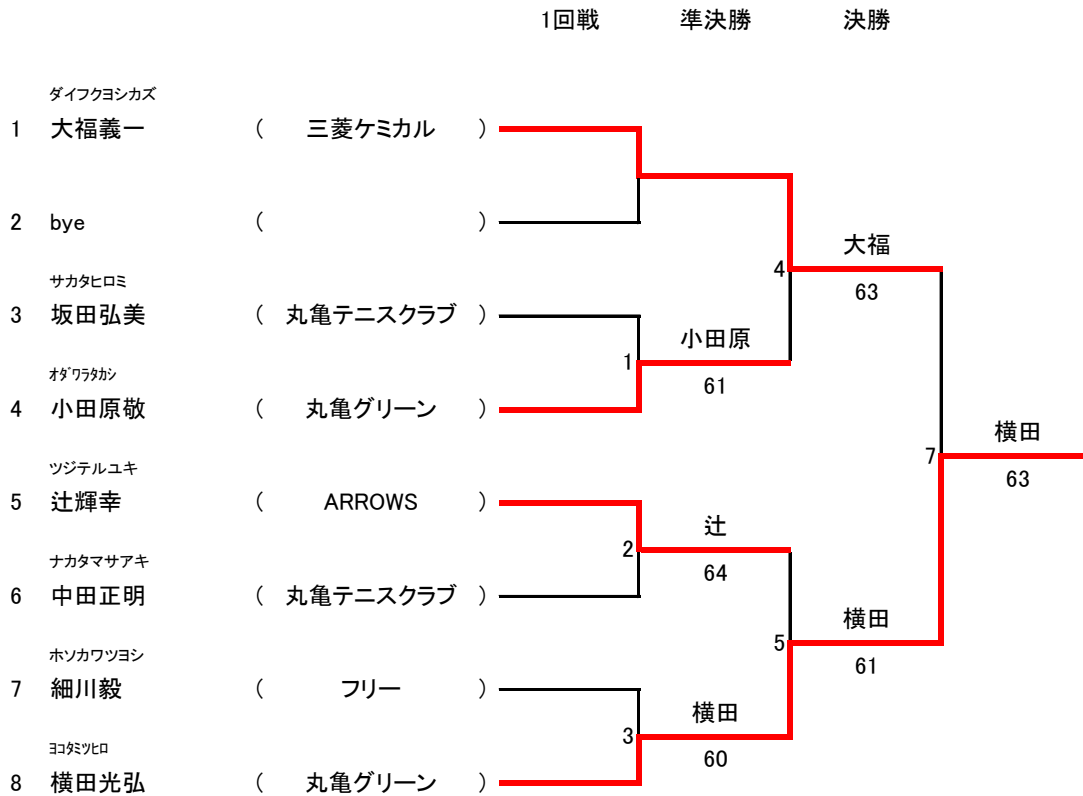 1回戦 準決勝 決勝
ダイフクヨシカズ
1 大福義一 ( 三菱ケミカル )
2 bye ( )
大福
4
63
サカタヒロミ
3 坂田弘美 ( 丸亀テニスクラブ )
小田原
1
61
オダワラタカシ
4 小田原敬 ( 丸亀グリーン )
横田
7
63
ツジテルユキ
5 辻輝幸 ( ARROWS )
辻
2
64
ナカタマサアキ
6 中田正明 ( 丸亀テニスクラブ )
横田
5
61
ホソカワツヨシ
7 細川毅 ( フリー )
横田
3
60
ヨコタミツヒロ
8 横田光弘 ( 丸亀グリーン )